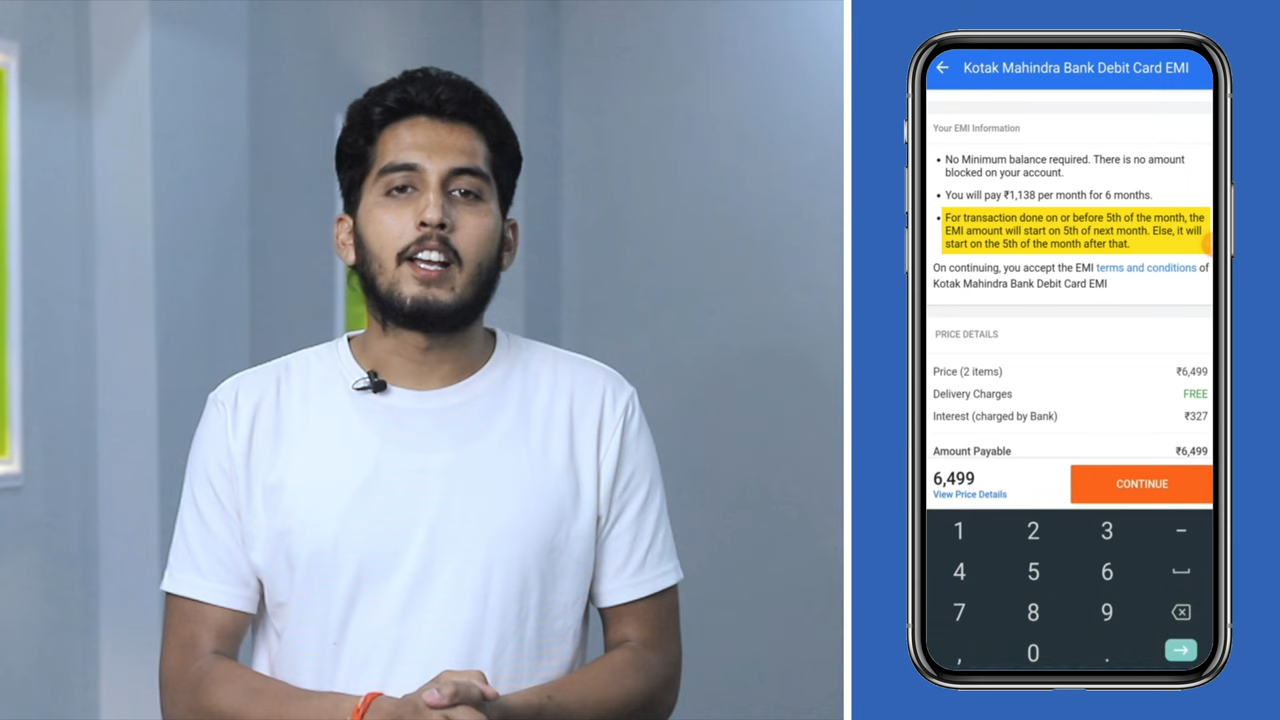 Kotak Mahindra Bank Debit Card EMI
Your EMI Information
• No Minimum balance required. There is no amount
blocked on your account.
• You will pay ₹1,138 per month for 6 months.
• For transaction done on or before 5th of the month, the
EMI amount will start on 5th of next month. Else, it will
start on the 5th of the month after that.
On continuing, you accept the EMI terms and conditions of
Kotak Mahindra Bank Debit Card EMI
PRICE DETAILS
Price (2 items) ₹6,499
Delivery Charges FREE
Interest (charged by Bank) ₹327
Amount Payable ₹6,499
6,499
View Price Details
CONTINUE
1 2 3 –
4 5 6
7 8 9
, 0 .